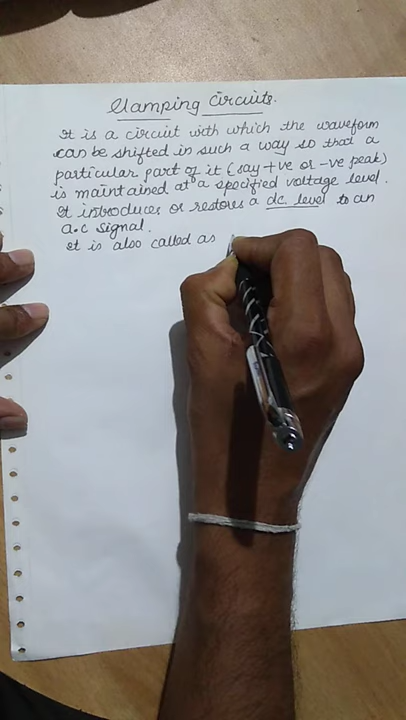 Clamping Circuits.
It is a circuit with which the waveform
can be shifted in such a way so that a
particular part of it (say +ve or -ve peak)
is maintained at a specified voltage level.
It introduces or restores a dc level to an
a.c signal.
It is also called as